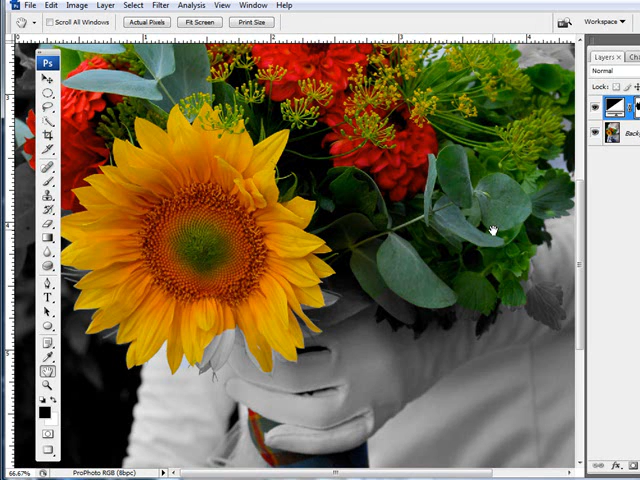 File Edit Image Layer Select Filter Analysis View Window Help
Scroll All Windows Actual Pixels Fit Screen Print Size Workspace
Layers
Normal
Lock:
Ps
T
66.67% ProPhoto RGB (8bpc)
fx